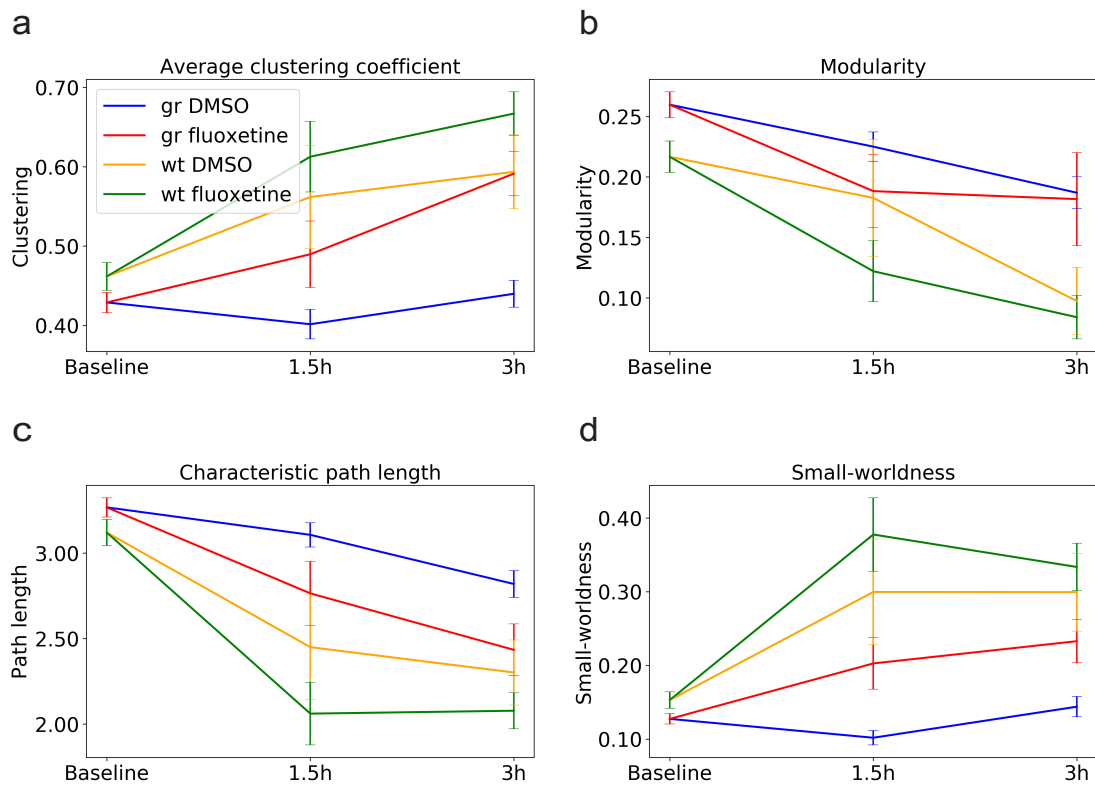 a
Average clustering coefficient
0.70
0.60
0.50
0.40
Clustering
gr DMSO
gr fluoxetine
wt DMSO
wt fluoxetine
Baseline 1.5h 3h
b
Modularity
0.25
0.20
0.15
0.10
Modularity
Baseline 1.5h 3h
c
Characteristic path length
3.00
2.50
2.00
Path length
Baseline 1.5h 3h
d
Small-worldness
0.40
0.30
0.20
0.10
Small-worldness
Baseline 1.5h 3h